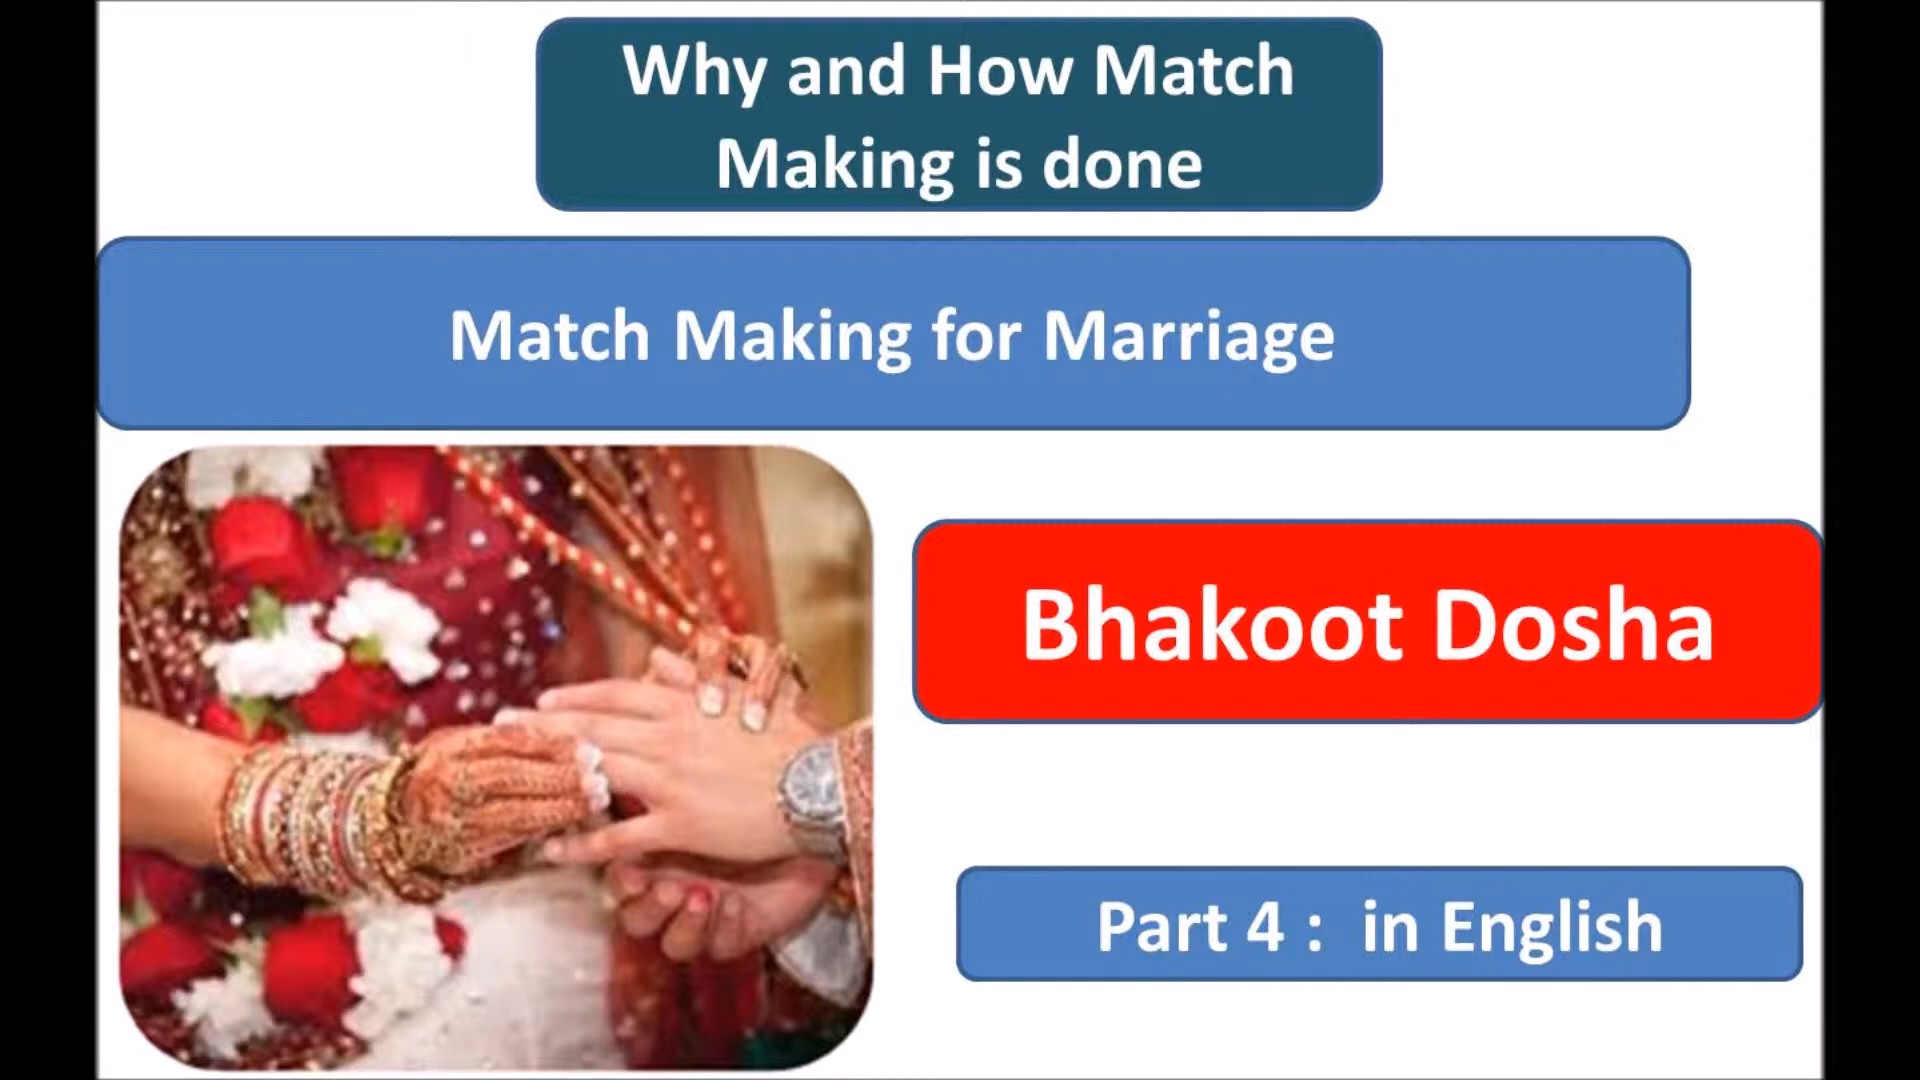 Why and How Match
Making is done
Match Making for Marriage
Bhakoot Dosha
Part 4 :  in English